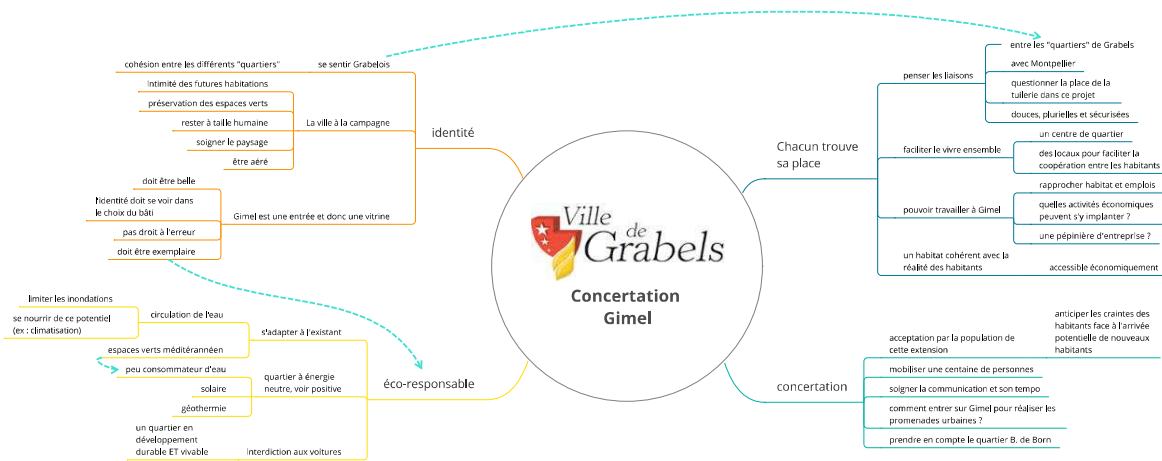 Ville
de
Grabels
Concertation
Gimel
identité
se sentir Grabelois
cohésion entre les différents "quartiers"
La ville à la campagne
Intimité des futures habitations
préservation des espaces verts
rester à taille humaine
soigner le paysage
être aéré
Gimel est une entrée et donc une vitrine
doit être belle
l'identité doit se voir dans
le choix du bâti
pas droit à l'erreur
doit être exemplaire
éco-responsable
s'adapter à l'existant
circulation de l'eau
limiter les inondations
se nourrir de ce potentiel
(ex : climatisation)
espaces verts méditérannéen
quartier à énergie
neutre, voir positive
peu consommateur d'eau
solaire
géothermie
Interdiction aux voitures
un quartier en
développement
durable ET vivable
Chacun trouve
sa place
penser les liaisons
entre les "quartiers" de Grabels
avec Montpellier
questionner la place de la
tuilerie dans ce projet
douces, plurielles et sécurisées
faciliter le vivre ensemble
un centre de quartier
des locaux pour faciliter la
coopération entre les habitants
pouvoir travailler à Gimel
rapprocher habitat et emplois
quelles activités économiques
peuvent s'y implanter ?
une pépinière d'entreprise ?
un habitat cohérent avec la
réalité des habitants
accessible économiquement
concertation
acceptation par la population de
cette extension
anticiper les craintes des
habitants face à l'arrivée
potentielle de nouveaux
habitants
mobiliser une centaine de personnes
soigner la communication et son tempo
comment entrer sur Gimel pour réaliser les
promenades urbaines ?
prendre en compte le quartier B. de Born